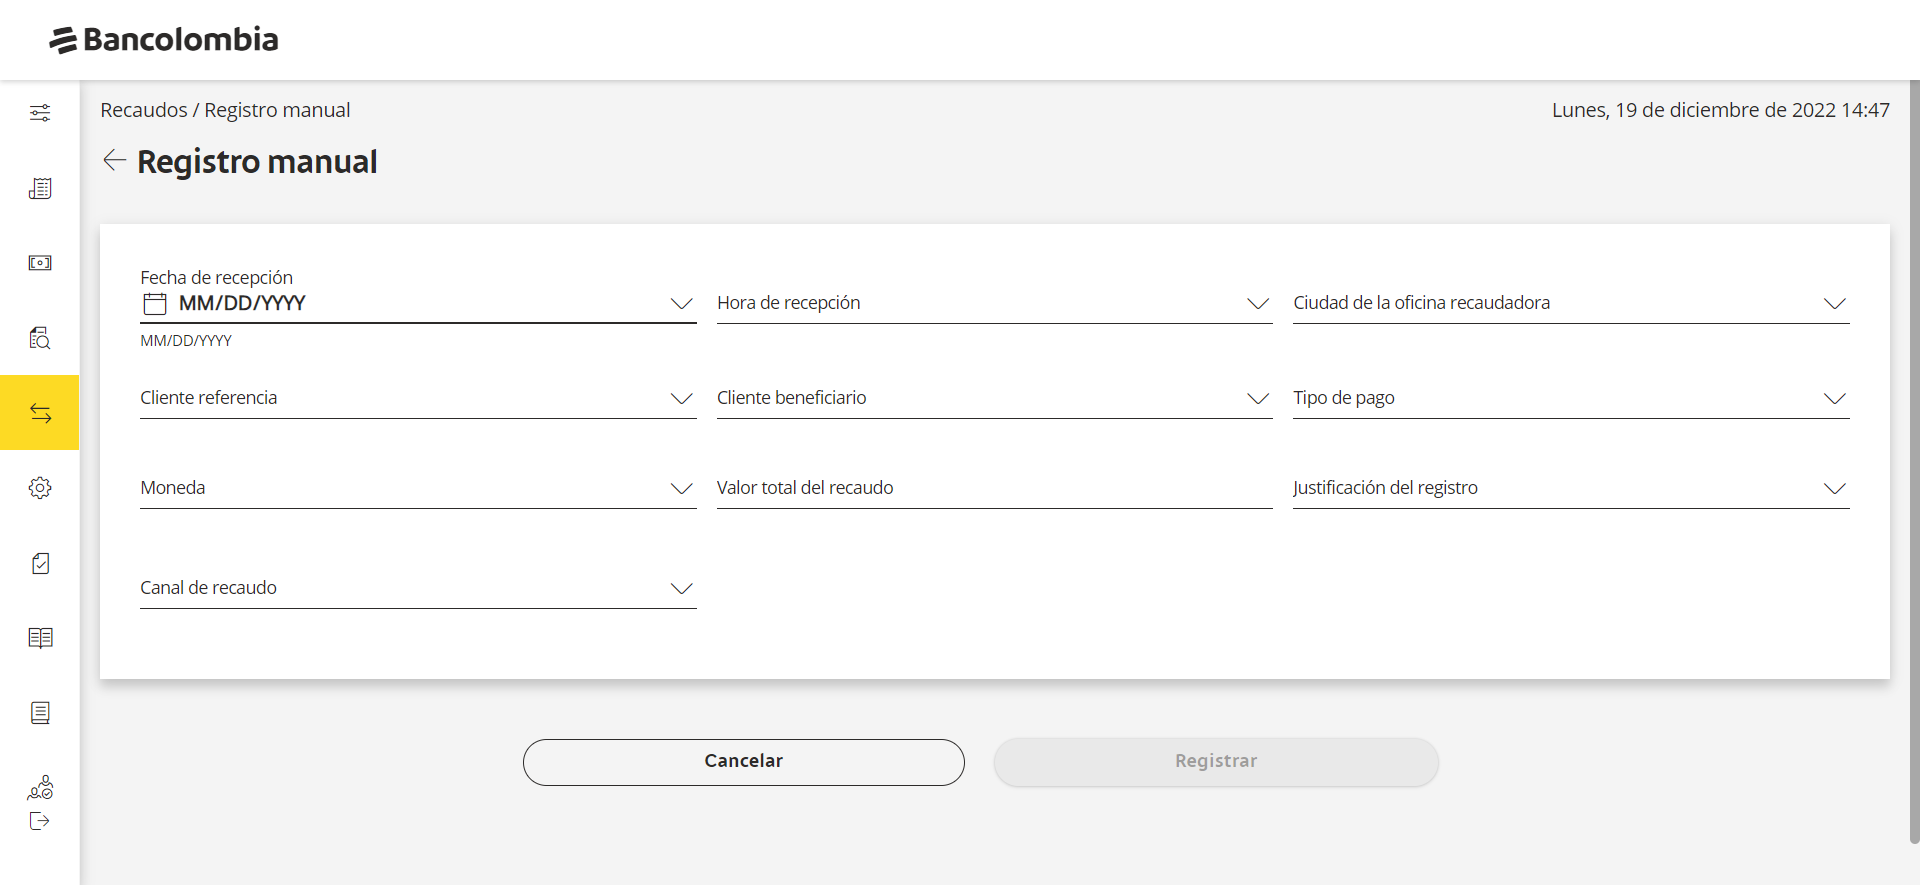 Bancolombia
Recaudos / Registro manual
Lunes, 19 de diciembre de 2022 14:47
Registro manual
Fecha de recepción
MM/DD/YYYY
MM/DD/YYYY
Hora de recepción
Ciudad de la oficina recaudadora
Cliente referencia
Cliente beneficiario
Tipo de pago
Moneda
Valor total del recaudo
Justificación del registro
Canal de recaudo
Cancelar
Registrar